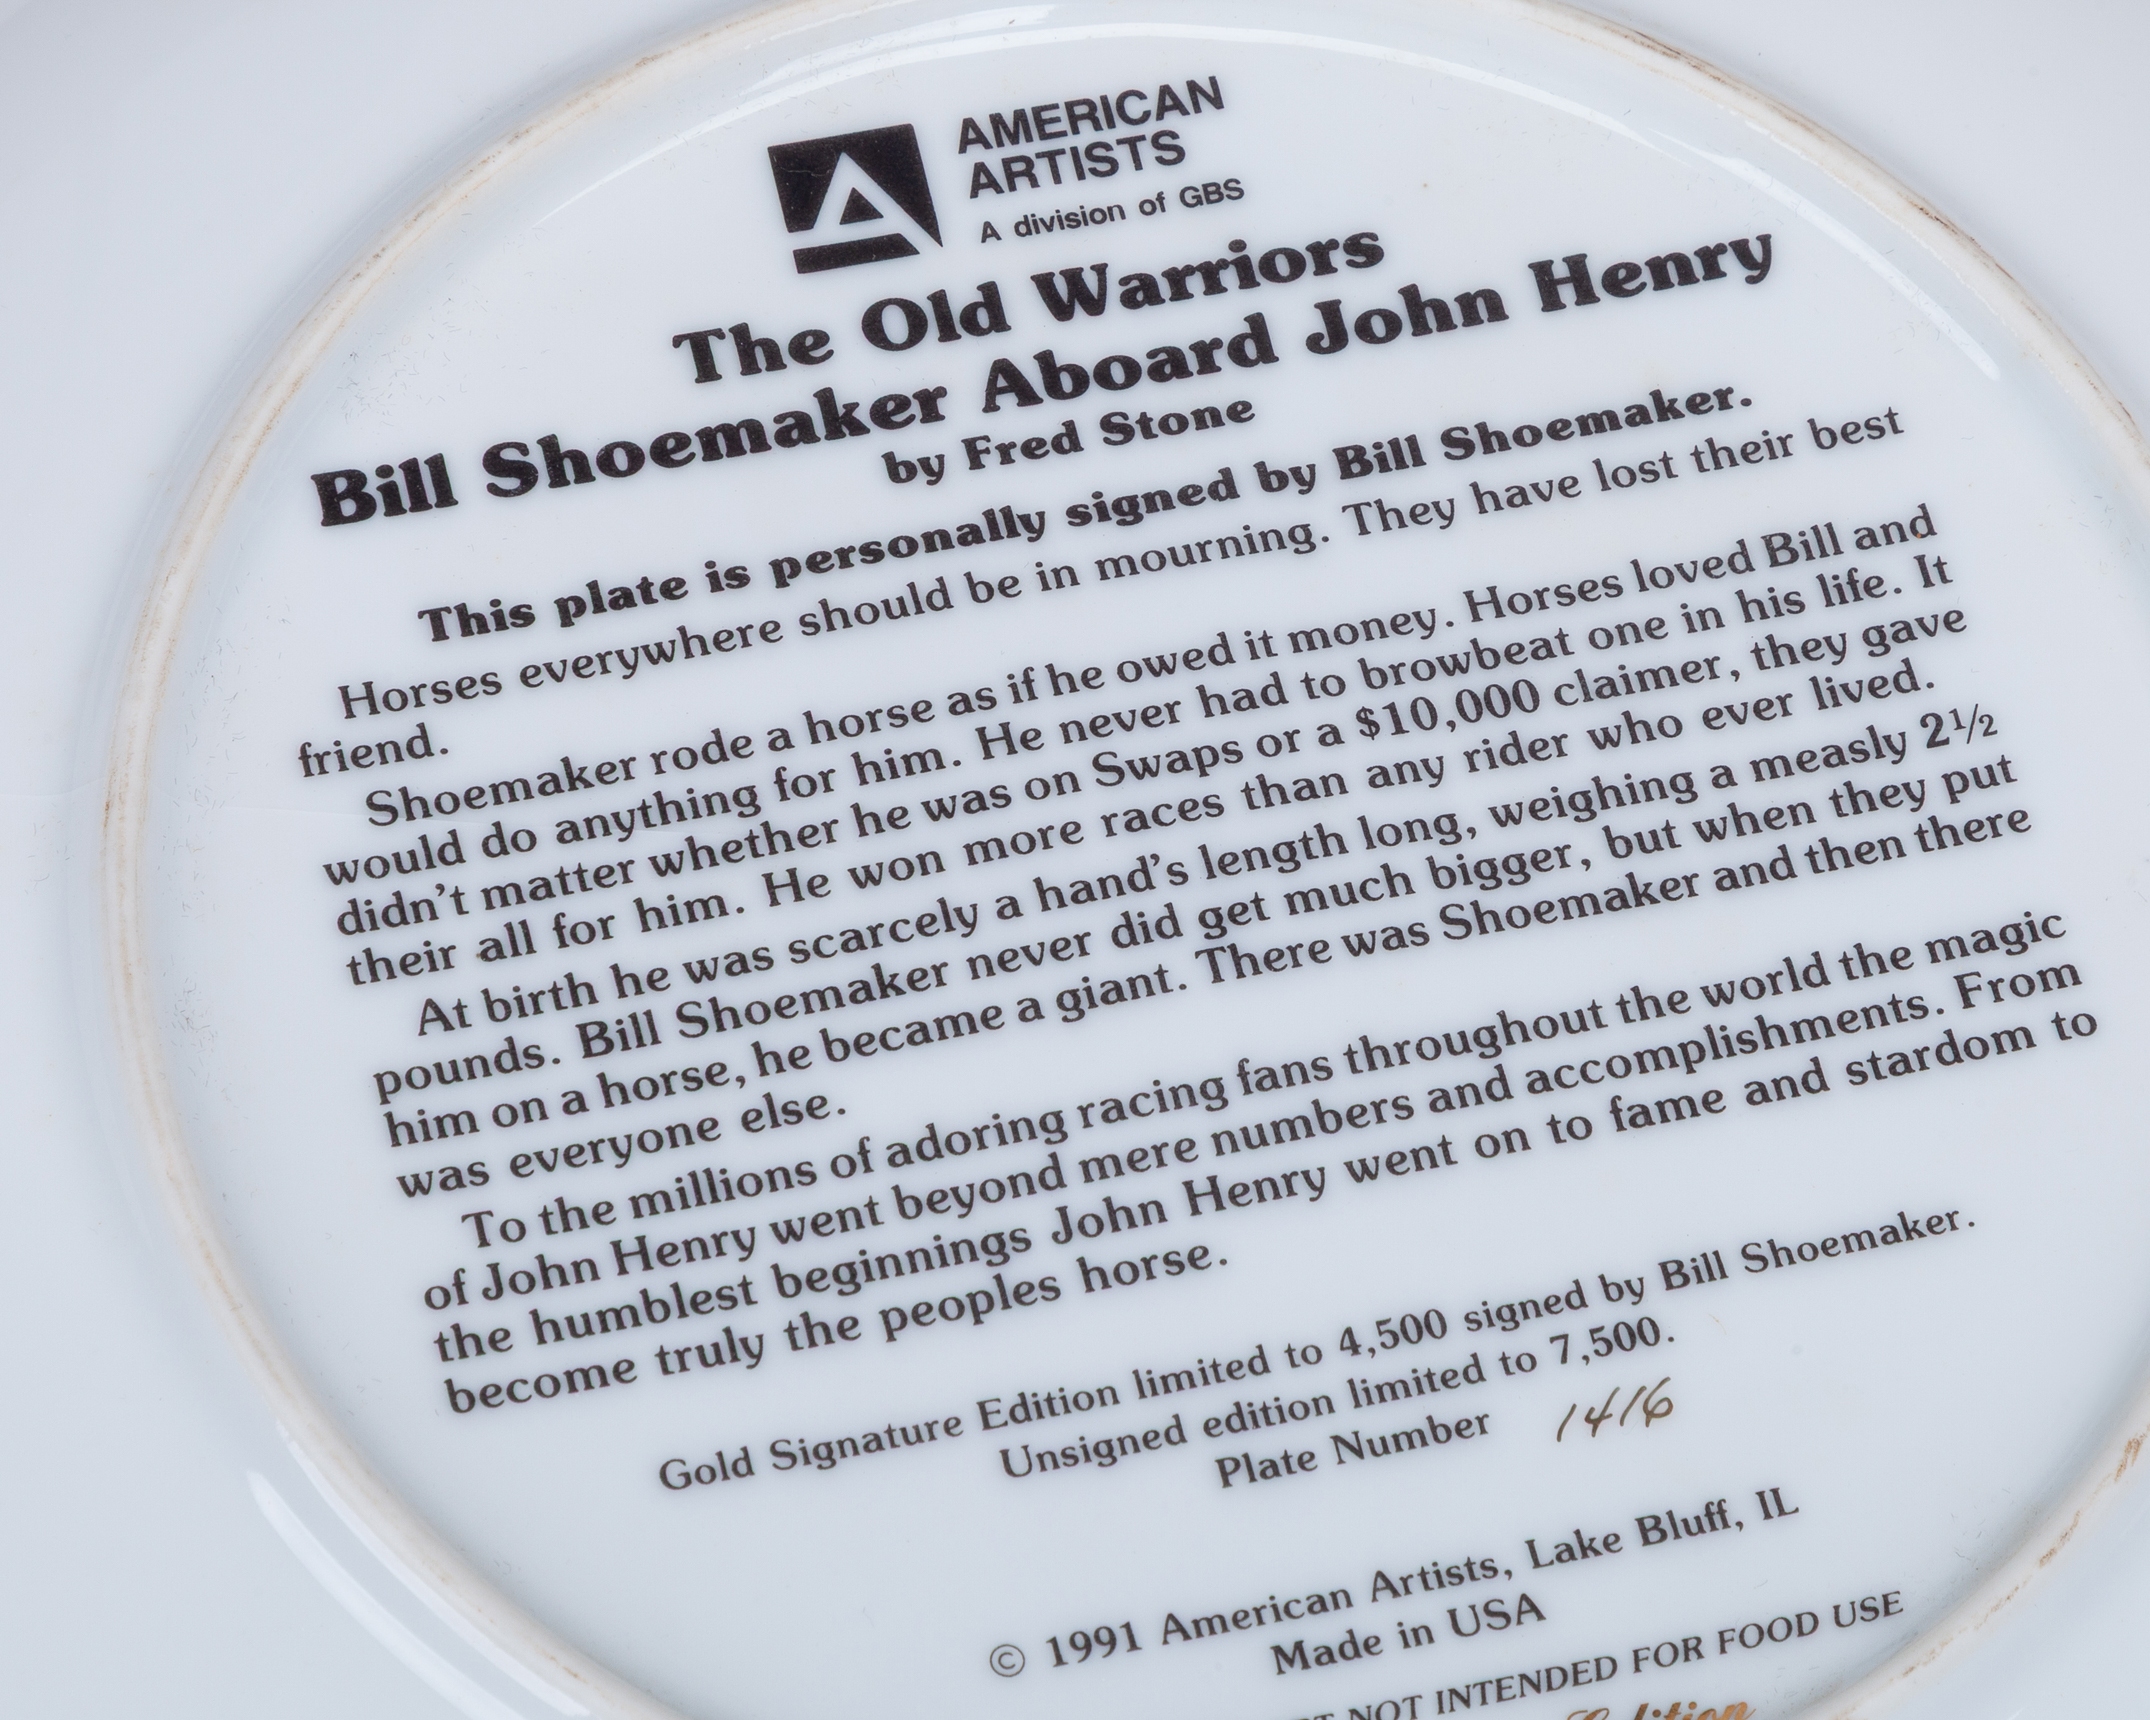 AMERICAN
ARTISTS
A division of GBS
The Old Warriors
Bill Shoemaker Aboard John Henry
by Fred Stone
This plate is personally signed by Bill Shoemaker.
Horses everywhere should be in mourning. They have lost their best
friend.
Shoemaker rode a horse as if he owed it money. Horses loved Bill and
would do anything for him. He never had to browbeat one in his life. It
didn't matter whether he was on Swaps or a $10,000 claimer, they gave
their all for him. He won more races than any rider who ever lived.
At birth he was scarcely a hand's length long, weighing a measly 2½
pounds. Bill Shoemaker never did get much bigger, but when they put
him on a horse, he became a giant. There was Shoemaker and then there
was everyone else.
To the millions of adoring racing fans throughout the world the magic
of John Henry went beyond mere numbers and accomplishments. From
the humblest beginnings John Henry went on to fame and stardom to
become truly the peoples horse.
Gold Signature Edition limited to 4,500 signed by Bill Shoemaker.
Unsigned edition limited to 7,500.
Plate Number 1416
© 1991 American Artists, Lake Bluff, IL
Made in USA
NOT INTENDED FOR FOOD USE
Edition